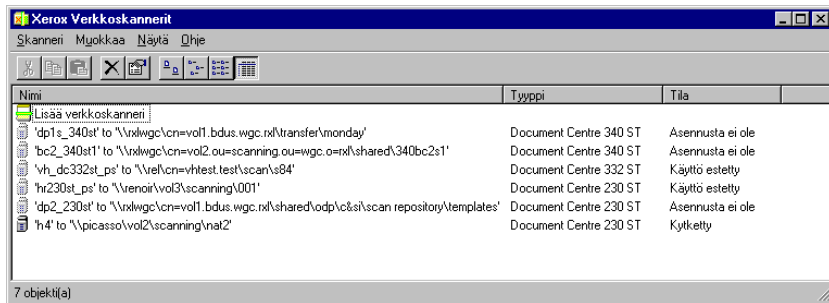 Xerox Verkkoskannerit
Skanneri Muokkaa Näytä Ohje
Nimi Tyyppi Tila
Lisää verkkoskanneri
'dp1s_340st' to '\\rxlwgc\cn=vol1.bdus.wgc.rxl\transfer\monday' Document Centre 340 ST Asennusta ei ole
'bc2_340st1' to '\\rxlwgc\cn=vol2.ou=scanning.ou=wgc.o=rxl\shared\340bc2s1' Document Centre 340 ST Asennusta ei ole
'vh_dc332st_ps' to '\\rel\cn=vhtest.test\scan\s84' Document Centre 332 ST Käyttö estetty
'hr230st_ps' to '\\renoir\vol3\scanning\001' Document Centre 230 ST Käyttö estetty
'dp2_230st' to '\\rxlwgc\cn=vol1.bdus.wgc.rxl\shared\odp\c&si\scan repository\templates' Document Centre 230 ST Asennusta ei ole
'h4' to '\\picasso\vol2\scanning\nat2' Document Centre 230 ST Kytketty
7 objekti(a)